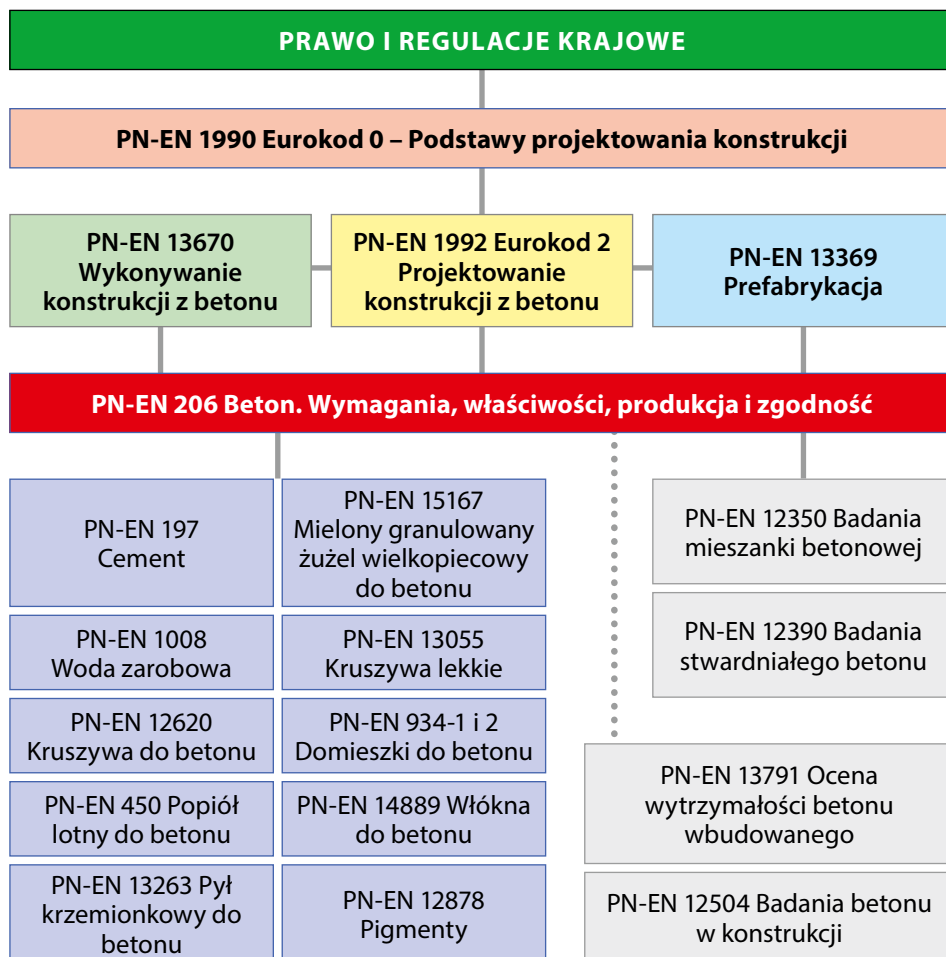 PRAWO I REGULACJE KRAJOWE
PN-EN 1990 Eurokod 0 – Podstawy projektowania konstrukcji
PN-EN 13670
Wykonywanie
konstrukcji z betonu
PN-EN 1992 Eurokod 2
Projektowanie
konstrukcji z betonu
PN-EN 13369
Prefabrykacja
PN-EN 206 Beton. Wymagania, właściwości, produkcja i zgodność
PN-EN 197
Cement
PN-EN 15167
Mielony granulowany
żużel wielkopiecowy
do betonu
PN-EN 1008
Woda zarobowa
PN-EN 13055
Kruszywa lekkie
PN-EN 12620
Kruszywa do betonu
PN-EN 934-1 i 2
Domieszki do betonu
PN-EN 450 Popiół
lotny do betonu
PN-EN 14889 Włókna
do betonu
PN-EN 13263 Pył
krzemionkowy do
betonu
PN-EN 12878
Pigmenty
PN-EN 12350 Badania
mieszanki betonowej
PN-EN 12390 Badania
stwardniałego betonu
PN-EN 13791 Ocena
wytrzymałości betonu
wbudowanego
PN-EN 12504 Badania betonu
w konstrukcji